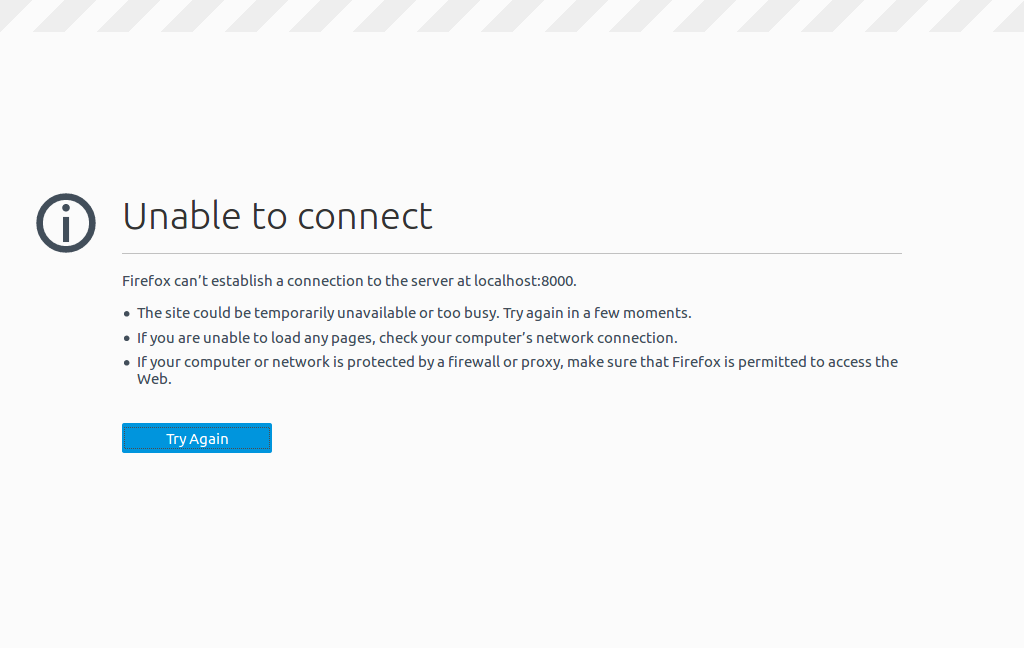 Unable to connect
Firefox can’t establish a connection to the server at localhost:8000.
The site could be temporarily unavailable or too busy. Try again in a few moments.
If you are unable to load any pages, check your computer’s network connection.
If your computer or network is protected by a firewall or proxy, make sure that Firefox is permitted to access the
Web.
Try Again